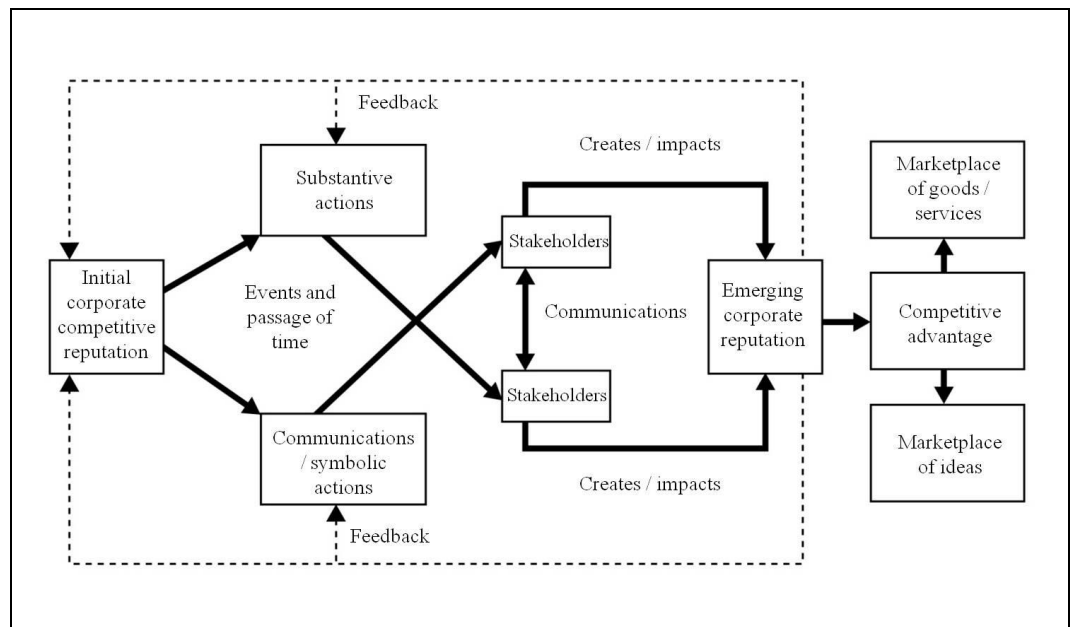 Feedback
Creates / impacts
Substantive
actions
Marketplace
of goods /
services
Stakeholders
Initial
corporate
competitive
reputation
Events and
passage of
time
Communications
Emerging
corporate
reputation
Competitive
advantage
Stakeholders
Communications
/ symbolic
actions
Marketplace
of ideas
Creates / impacts
Feedback